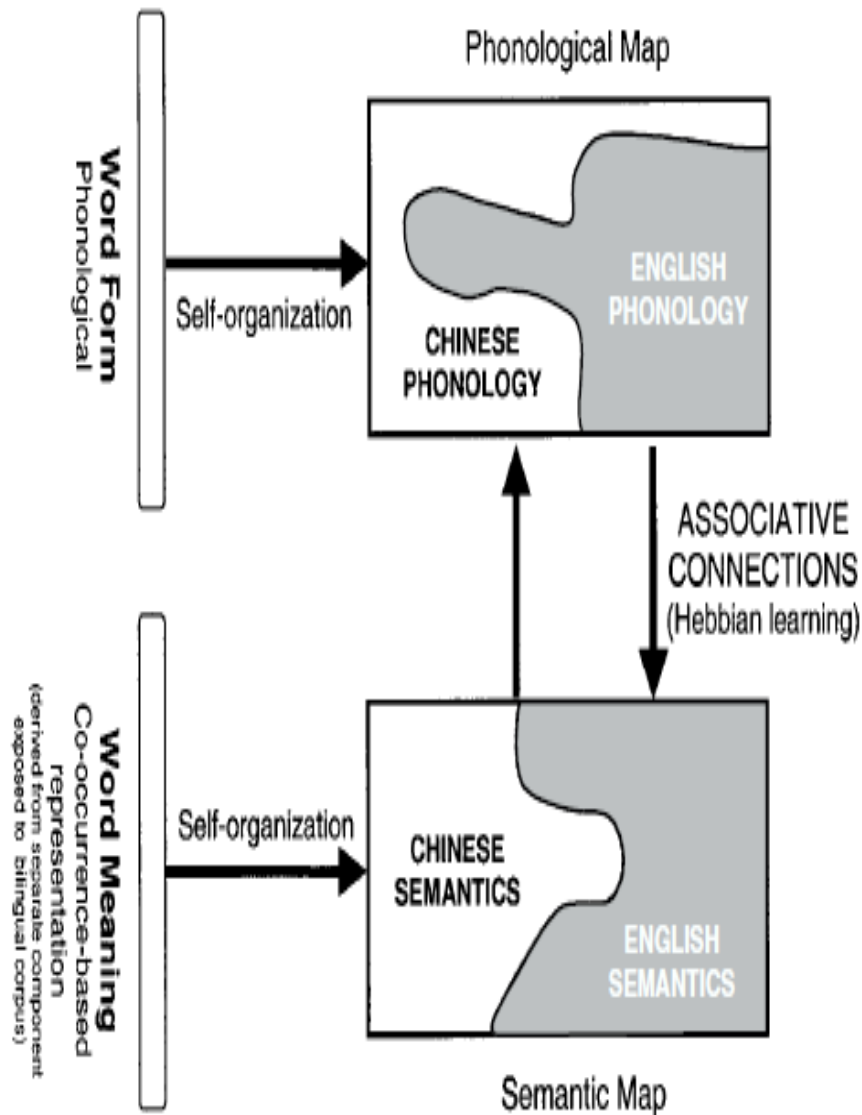 Phonological Map
Word Form
Phonological
Self-organization
ENGLISH
PHONOLOGY
CHINESE
PHONOLOGY
ASSOCIATIVE
CONNECTIONS
(Hebbian learning)
Word Meaning
Co-occurrence-based
representation
(derived from separate component
exposed to bilingual corpus)
Self-organization
CHINESE
SEMANTICS
ENGLISH
SEMANTICS
Semantic Map